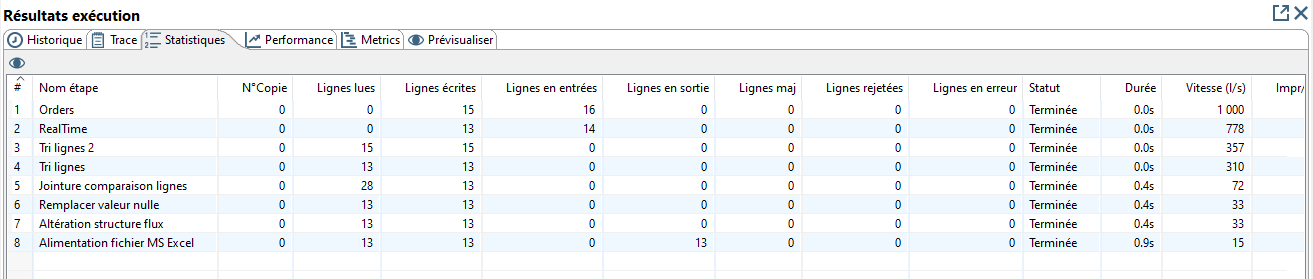 Résultats exécution
Historique Trace Statistiques Performance Metrics Prévisualiser
# Nom étape N°Copie Lignes lues Lignes écrites Lignes en entrées Lignes en sortie Lignes maj Lignes rejetées Lignes en erreur Statut Durée Vitesse (l/s) Impr/
1 Orders 0 0 15 16 0 0 0 0 Terminée 0.0s 1 000
2 RealTime 0 0 13 14 0 0 0 0 Terminée 0.0s 778
3 Tri lignes 2 0 15 15 0 0 0 0 0 Terminée 0.0s 357
4 Tri lignes 0 13 13 0 0 0 0 0 Terminée 0.0s 310
5 Jointure comparaison lignes 0 28 13 0 0 0 0 0 Terminée 0.4s 72
6 Remplacer valeur nulle 0 13 13 0 0 0 0 0 Terminée 0.4s 33
7 Altération structure flux 0 13 13 0 0 0 0 0 Terminée 0.4s 33
8 Alimentation fichier MS Excel 0 13 13 0 13 0 0 0 Terminée 0.9s 15